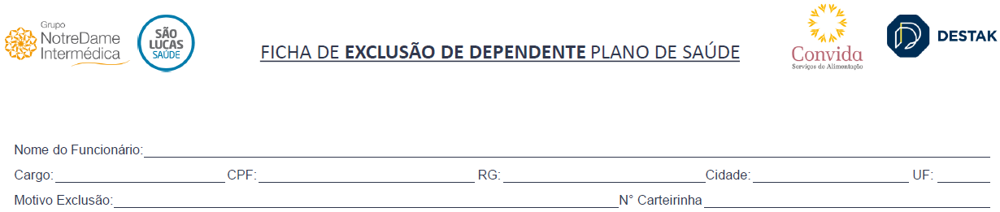 Grupo
NotreDame
Intermédica
SÃO
LUCAS
SAÚDE
FICHA DE EXCLUSÃO DE DEPENDENTE PLANO DE SAÚDE
Convida
Serviços de Alimentação
DESTAK
Nome do Funcionário:
Cargo: CPF: RG: Cidade: UF:
Motivo Exclusão: N° Carteirinha